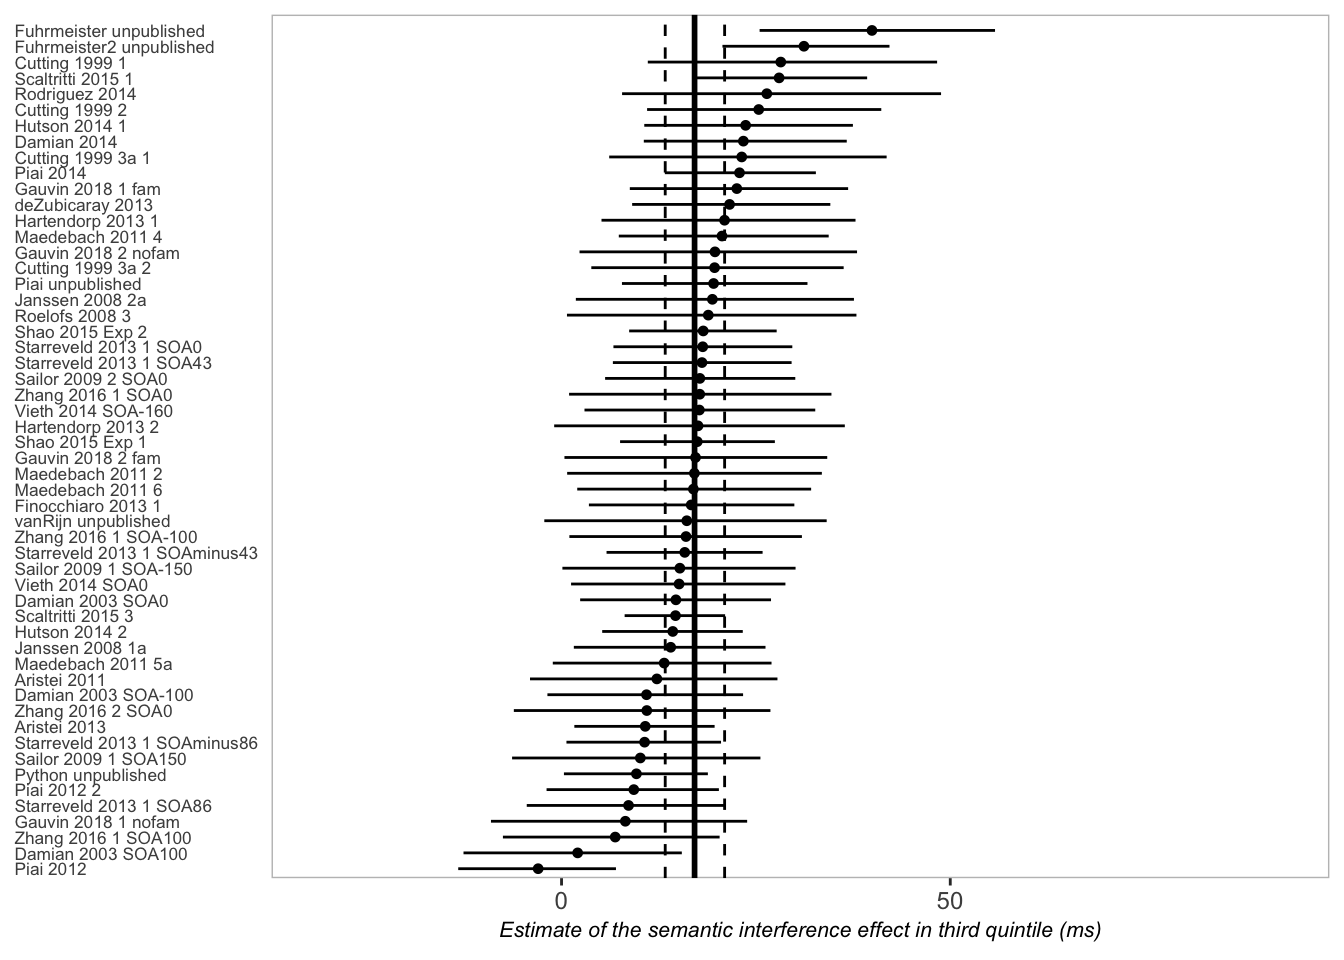 Fuhrmeister unpublished
Fuhrmeister2 unpublished
Cutting 1999 1
Scaltritti 2015 1
Rodriguez 2014
Cutting 1999 2
Hutson 2014 1
Damian 2014
Cutting 1999 3a 1
Piai 2014
Gauvin 2018 1 fam
deZubicaray 2013
Hartendorp 2013 1
Maedebach 2011 4
Gauvin 2018 2 nofam
Cutting 1999 3a 2
Piai unpublished
Janssen 2008 2a
Roelofs 2008 3
Shao 2015 Exp 2
Starreveld 2013 1 SOA0
Starreveld 2013 1 SOA43
Sailor 2009 2 SOA0
Zhang 2016 1 SOA0
Vieth 2014 SOA-160
Hartendorp 2013 2
Shao 2015 Exp 1
Gauvin 2018 2 fam
Maedebach 2011 2
Maedebach 2011 6
Finocchiaro 2013 1
vanRijn unpublished
Zhang 2016 1 SOA-100
Starreveld 2013 1 SOAminus43
Sailor 2009 1 SOA-150
Vieth 2014 SOA0
Damian 2003 SOA0
Scaltritti 2015 3
Hutson 2014 2
Janssen 2008 1a
Maedebach 2011 5a
Aristei 2011
Damian 2003 SOA-100
Zhang 2016 2 SOA0
Aristei 2013
Starreveld 2013 1 SOAminus86
Sailor 2009 1 SOA150
Python unpublished
Piai 2012 2
Starreveld 2013 1 SOA86
Gauvin 2018 1 nofam
Zhang 2016 1 SOA100
Damian 2003 SOA100
Piai 2012
0 50
Estimate of the semantic interference effect in third quintile (ms)